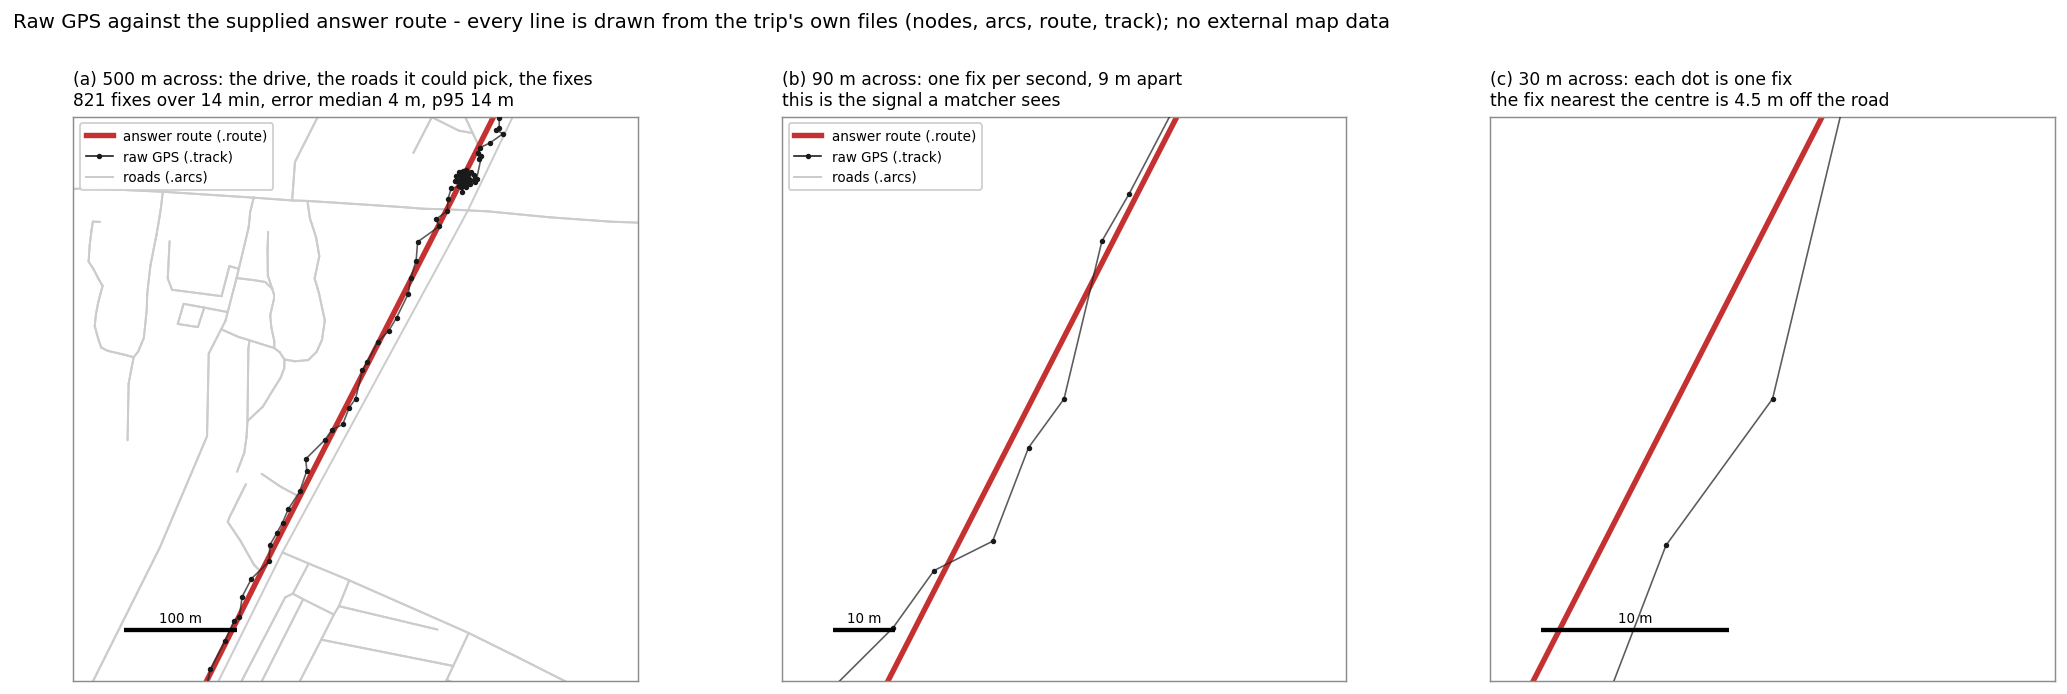 Raw GPS against the supplied answer route - every line is drawn from the trip's own files (nodes, arcs, route, track); no external map data
(a) 500 m across: the drive, the roads it could pick, the fixes
821 fixes over 14 min, error median 4 m, p95 14 m
answer route (.route)
raw GPS (.track)
roads (.arcs)
100 m
(b) 90 m across: one fix per second, 9 m apart
this is the signal a matcher sees
answer route (.route)
raw GPS (.track)
roads (.arcs)
10 m
(c) 30 m across: each dot is one fix
the fix nearest the centre is 4.5 m off the road
10 m